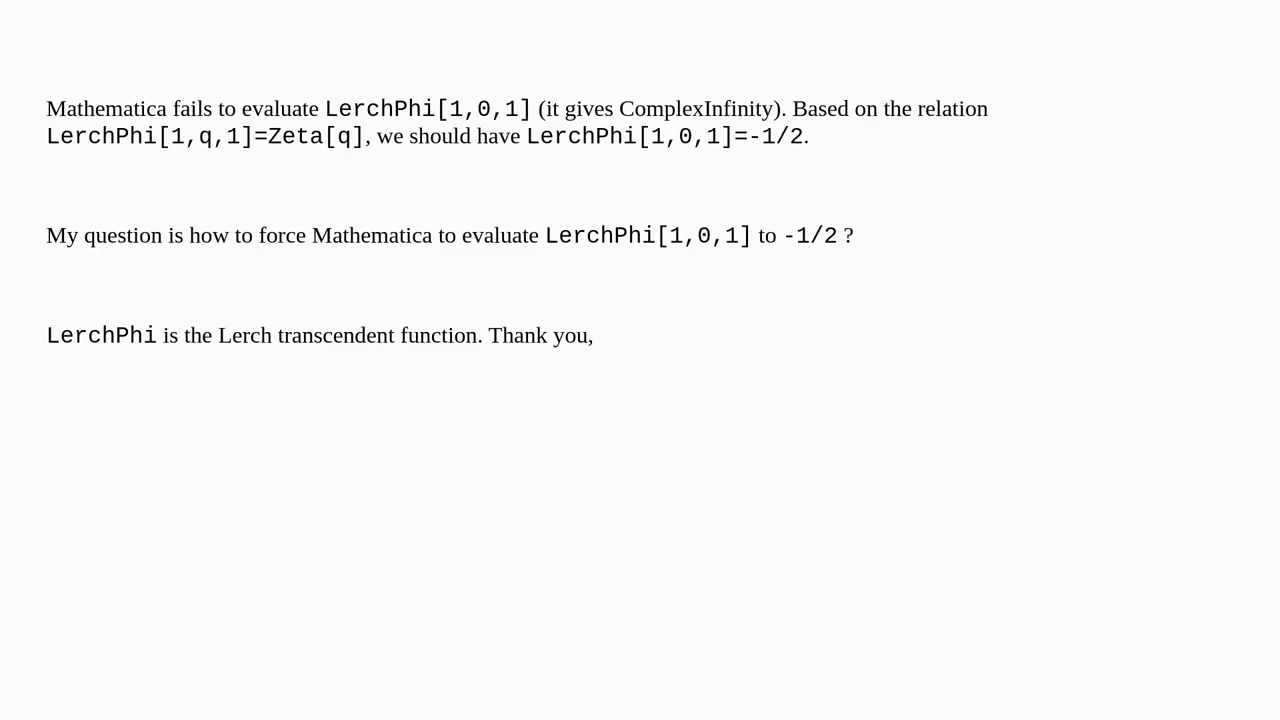 Mathematica fails to evaluate LerchPhi[1,0,1] (it gives ComplexInfinity). Based on the relation
LerchPhi[1,q,1]=Zeta[q], we should have LerchPhi[1,0,1]=-1/2.
My question is how to force Mathematica to evaluate LerchPhi[1,0,1] to -1/2 ?
LerchPhi is the Lerch transcendent function. Thank you,